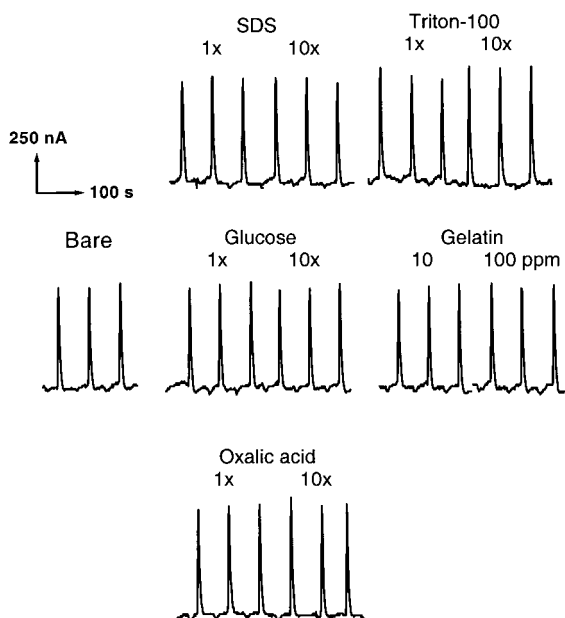 SDS
1x 10x
Triton-100
1x 10x
250 nA
100 s
Bare
Glucose
1x 10x
Gelatin
10 100 ppm
Oxalic acid
1x 10x